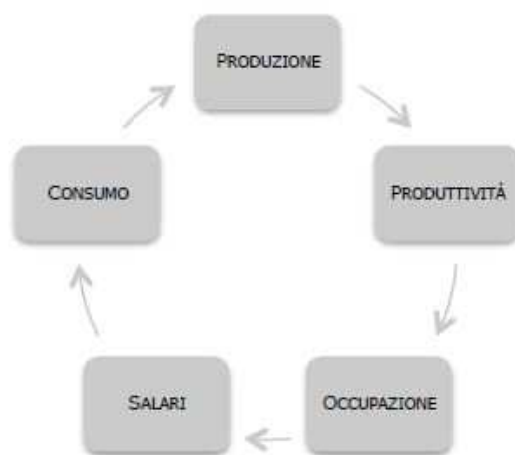 PRODUZIONE
PRODUTTIVITÀ
OCCUPAZIONE
SALARI
CONSUMO